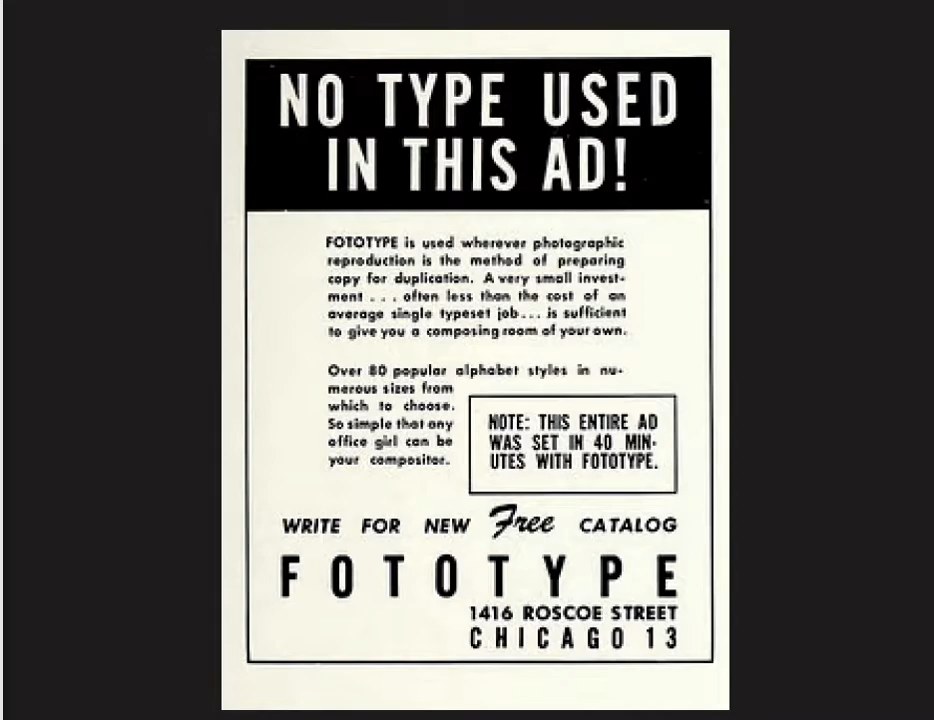 NO TYPE USED
IN THIS AD!
FOTOTYPE is used wherever photographic
reproduction is the method of preparing
copy for duplication. A very small invest-
ment . . . often less than the cost of an
average single typeset job... is sufficient
to give you a composing room of your own.
Over 80 popular alphabet styles in nu-
merous sizes from
which to choose.
So simple that any
office girl can be
your compositor.
NOTE: THIS ENTIRE AD
WAS SET IN 40 MIN-
UTES WITH FOTOTYPE.
WRITE FOR NEW Free CATALOG
FOTOTYPE
1416 ROSCOE STREET
CHICAGO 13